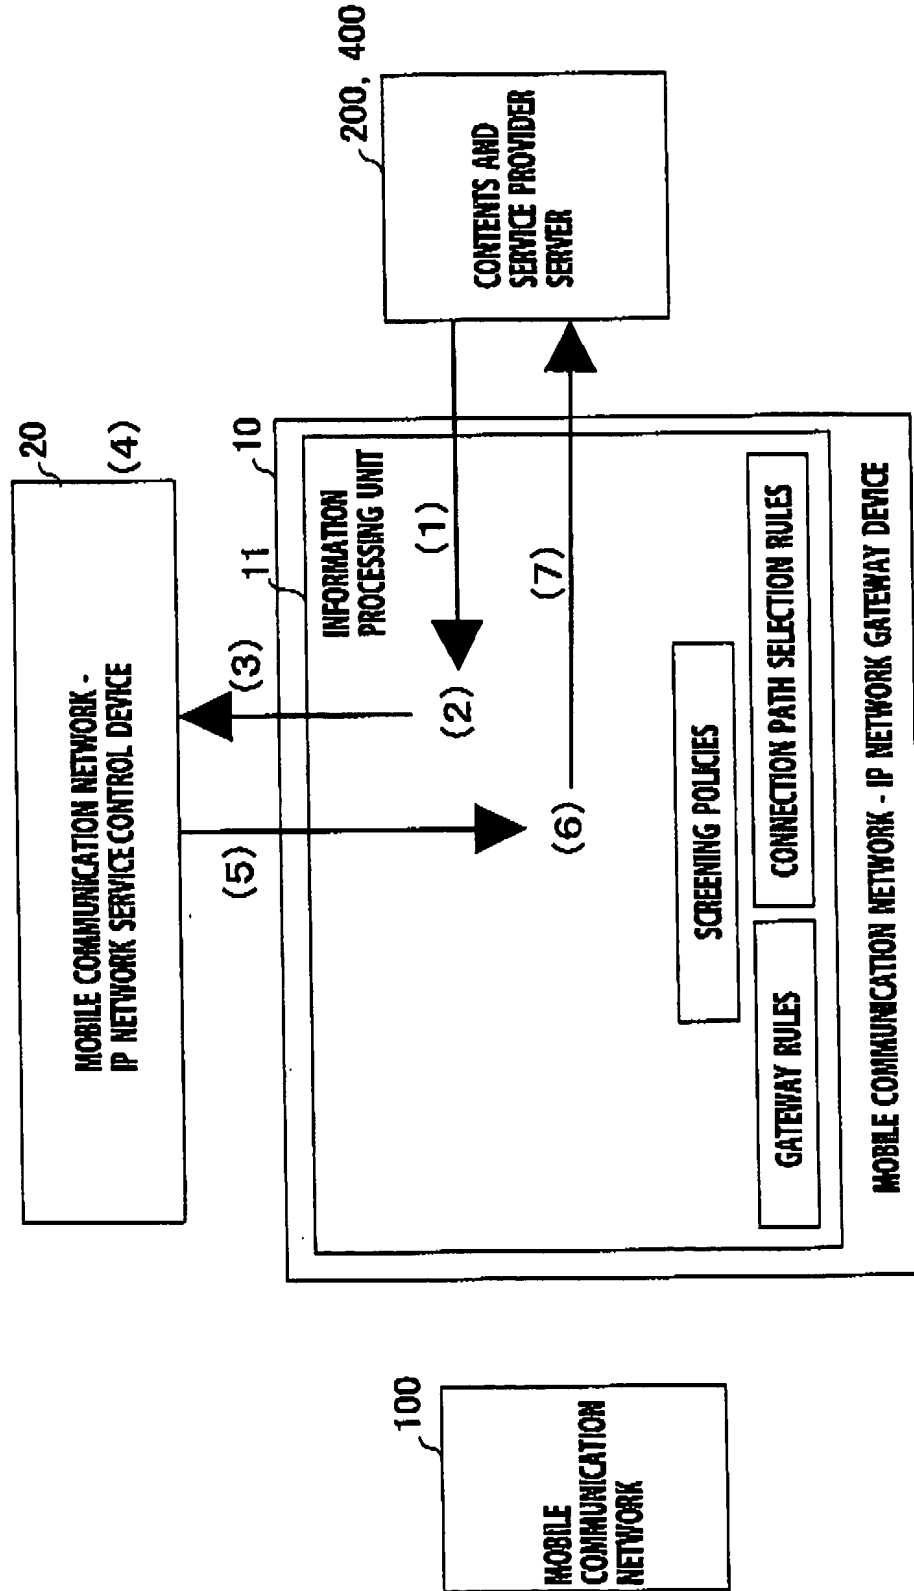 20
(4)
MOBILE COMMUNICATION NETWORK -
IP NETWORK SERVICE CONTROL DEVICE
(5)
(3)
11
10
INFORMATION
PROCESSING UNIT
(1)
(2)
(6)
(7)
200, 400
CONTENTS AND
SERVICE PROVIDER
SERVER
SCREENING POLICIES
GATEWAY RULES
CONNECTION PATH SELECTION RULES
MOBILE COMMUNICATION NETWORK - IP NETWORK GATEWAY DEVICE
100
MOBILE
COMMUNICATION
NETWORK